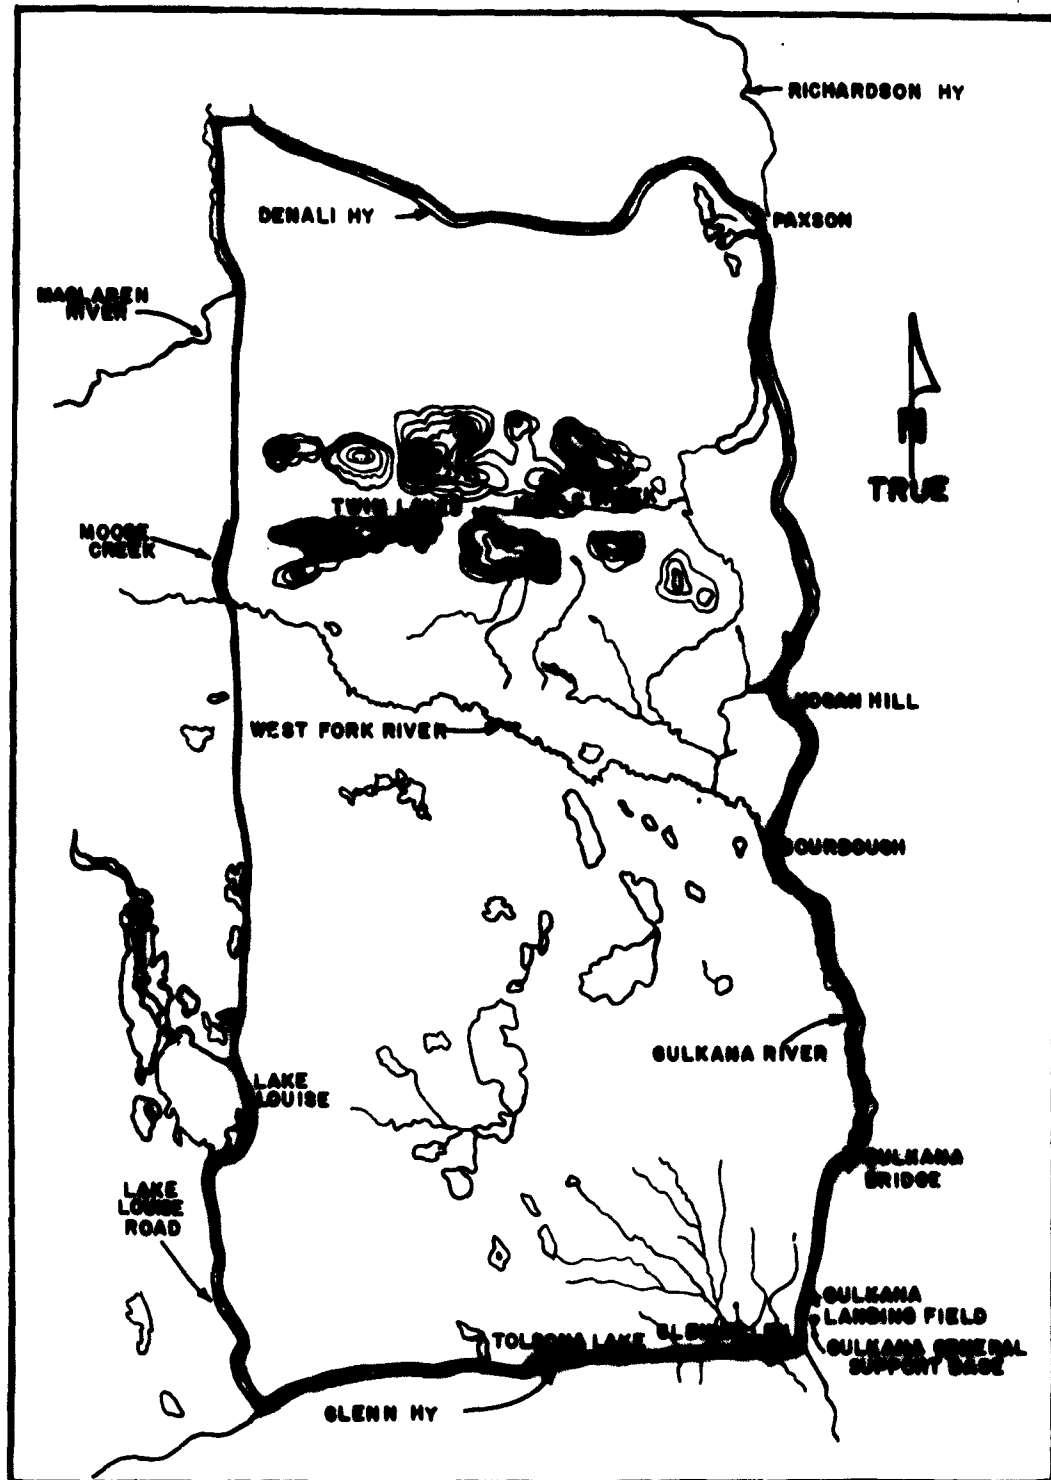 RICHARDSON HY
DENALI HY
PAXSON
MACLAREN
RIVER
N
TRUE
TWIN LAKES
MOOSE
CREEK
HOGAN HILL
WEST FORK RIVER
SOURDOUGH
GULKANA RIVER
LAKE
LOUISE
GULKANA
BRIDGE
LAKE
LOUISE
ROAD
GULKANA
LANDING FIELD
TOLSONA LAKE
GULKANA GENERAL
SUPPORT BASE
GLENN HY